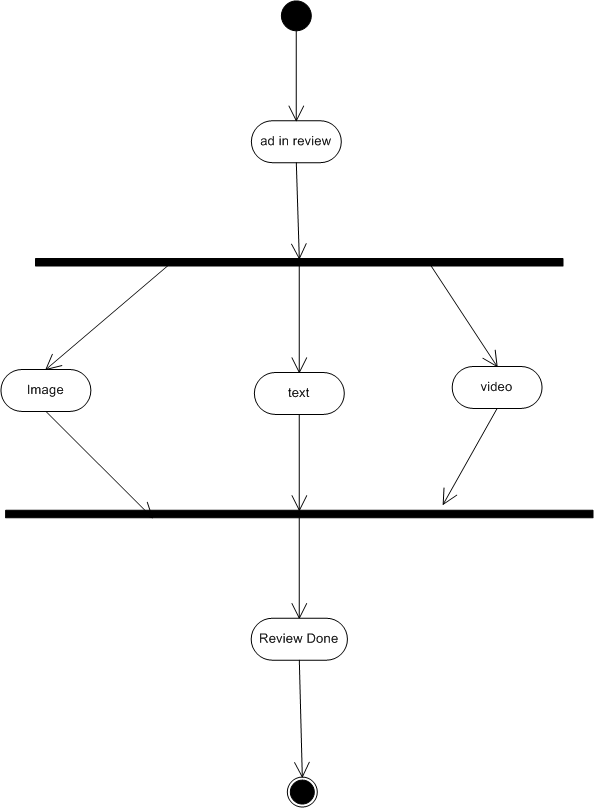 ad in review
Image
text
video
Review Done